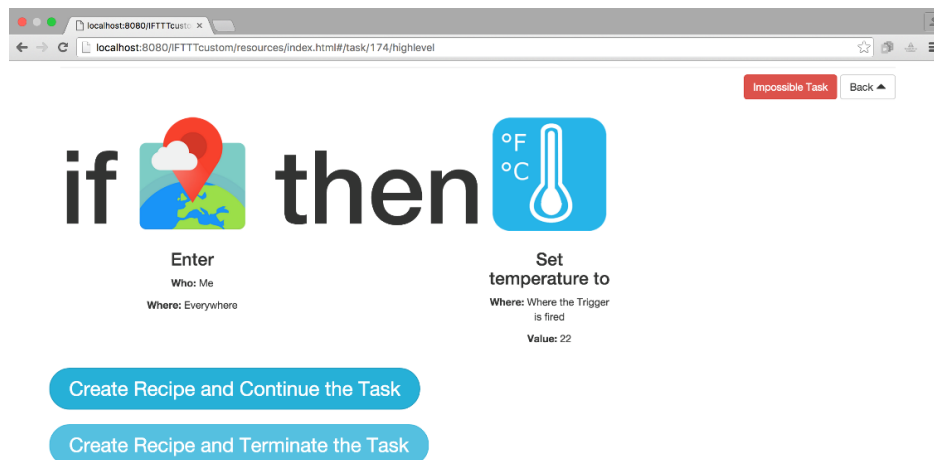 localhost:8080/IFTTTcusto
localhost:8080/IFTTTcustom/resources/index.html#/task/174/highlevel
Impossible Task Back
if then
°F
°C
Enter
Who: Me
Where: Everywhere
Set
temperature to
Where: Where the Trigger
is fired
Value: 22
Create Recipe and Continue the Task
Create Recipe and Terminate the Task